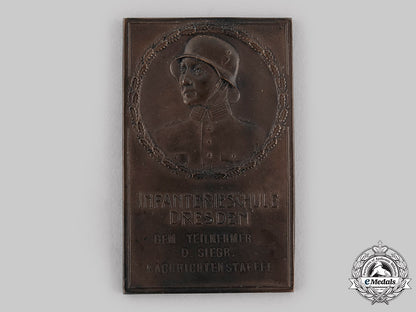 INFANTERIESCHULE
DRESDEN
DEM TEILNEHMER
D. SIEGR.
NACHRICHTENSTAFFEL
eMedals